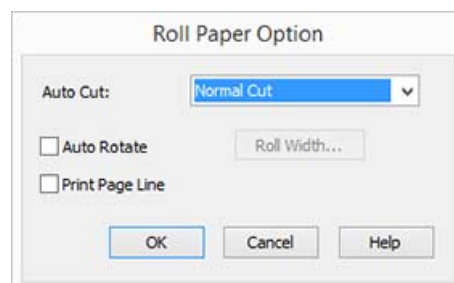 Roll Paper Option
Auto Cut: Normal Cut
Auto Rotate Roll Width...
Print Page Line
OK Cancel Help